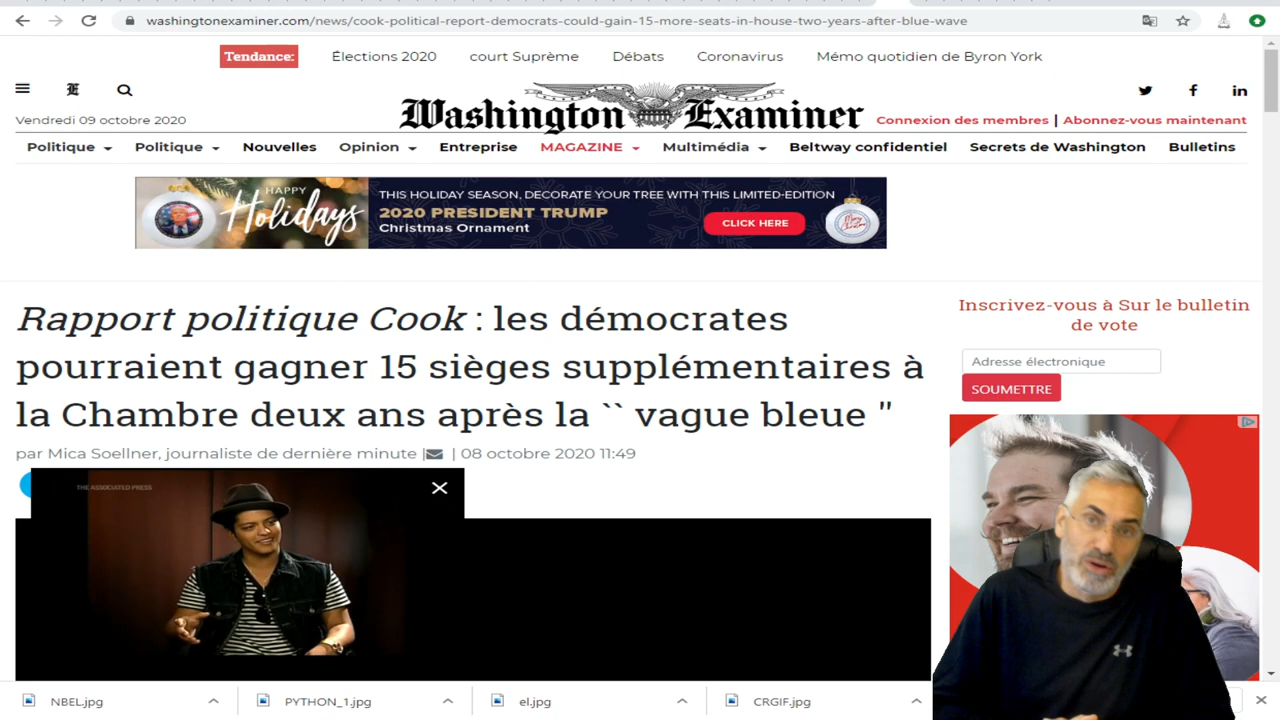 washingtonexaminer.com/news/cook-political-report-democrats-could-gain-15-more-seats-in-house-two-years-after-blue-wave
Tendance: Élections 2020 court Suprème Débats Coronavirus Mémo quotidien de Byron York
Washington Examiner
Vendredi 09 octobre 2020
Connexion des membres | Abonnez-vous maintenant
Politique Politique Nouvelles Opinion Entreprise MAGAZINE Multimédia Beltway confidentiel Secrets de Washington Bulletins
HAPPY
Holidays
THIS HOLIDAY SEASON, DECORATE YOUR TREE WITH THIS LIMITED-EDITION
2020 PRESIDENT TRUMP
Christmas Ornament
CLICK HERE
Rapport politique Cook : les démocrates
pourraient gagner 15 sièges supplémentaires à
la Chambre deux ans après la `` vague bleue "
par Mica Soellner, journaliste de dernière minute | | 08 octobre 2020 11:49
Inscrivez-vous à Sur le bulletin
de vote
Adresse électronique
SOUMETTRE
THE ASSOCIATED PRESS
NBEL.jpg
PYTHON_1.jpg
el.jpg
CRGIF.jpg